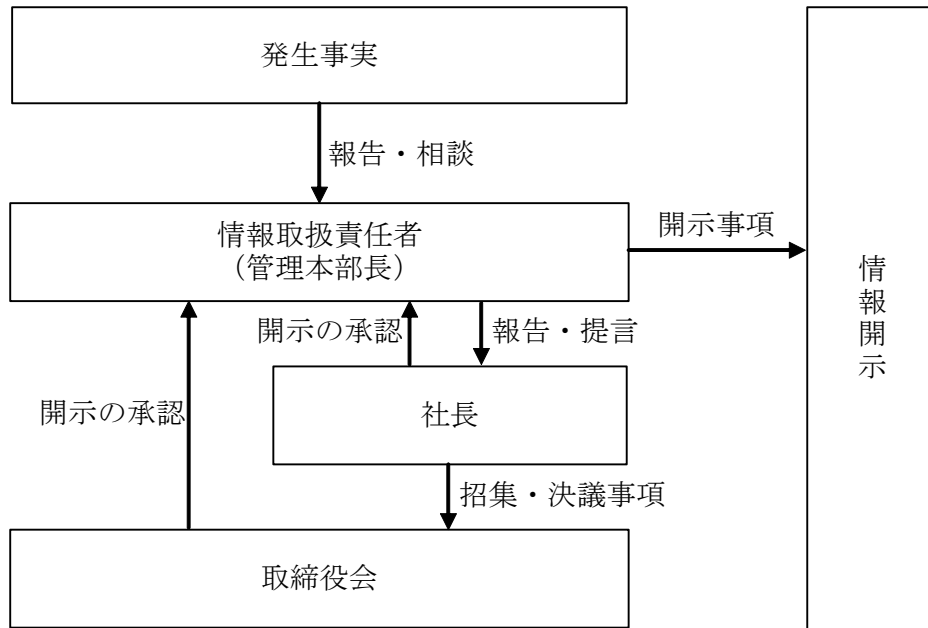 発生事実
報告・相談
情報取扱責任者
（管理本部長）
開示事項
情報開示
開示の承認
報告・提言
社長
開示の承認
招集・決議事項
取締役会